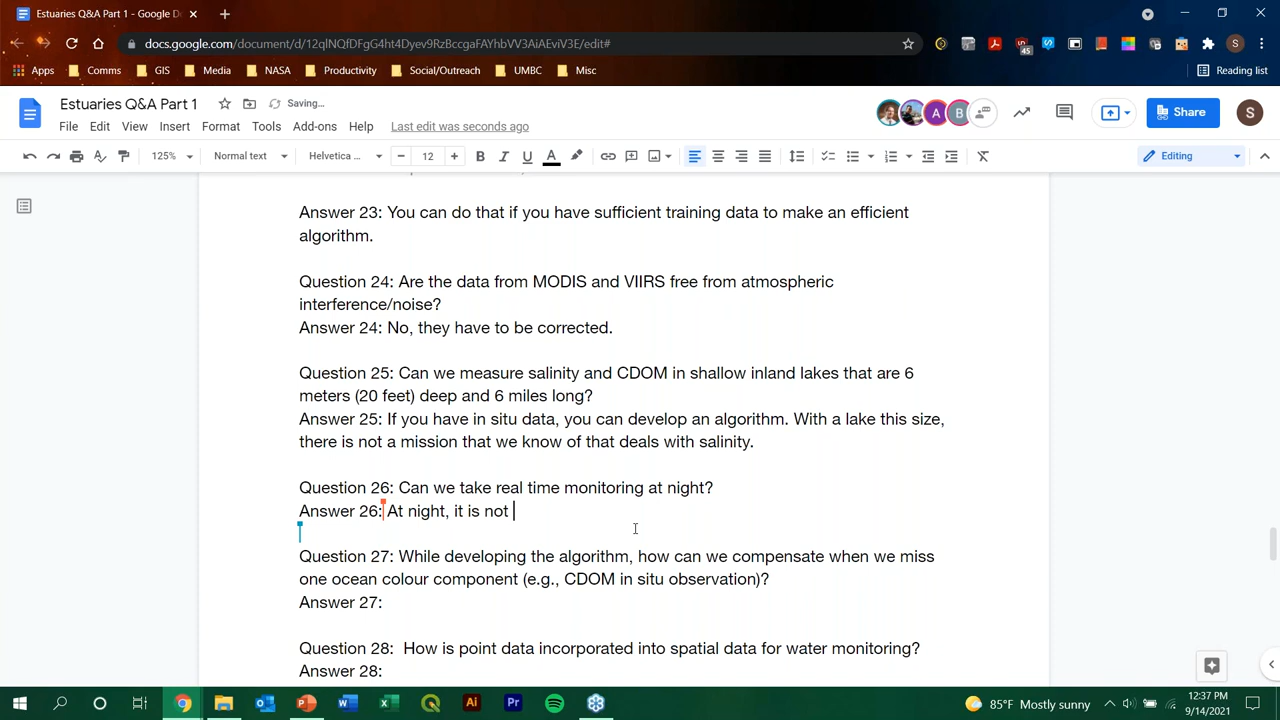 Estuaries Q&A Part 1 - Google D
docs.google.com/document/d/12qlNQfDFgG4ht4Dyev9RzBccgaFAYhbVV3AiAEviV3E/edit#
45
S
Apps
Comms
GIS
Media
NASA
Productivity
Social/Outreach
UMBC
Misc
Reading list
Estuaries Q&A Part 1
Saving...
A
B
Share
S
File Edit View Insert Format Tools Add-ons Help Last edit was seconds ago
125% Normal text Helvetica ... 12 B I U A Editing
Answer 23: You can do that if you have sufficient training data to make an efficient
algorithm.
Question 24: Are the data from MODIS and VIIRS free from atmospheric
interference/noise?
Answer 24: No, they have to be corrected.
Question 25: Can we measure salinity and CDOM in shallow inland lakes that are 6
meters (20 feet) deep and 6 miles long?
Answer 25: If you have in situ data, you can develop an algorithm. With a lake this size,
there is not a mission that we know of that deals with salinity.
Question 26: Can we take real time monitoring at night?
Answer 26: At night, it is not
Question 27: While developing the algorithm, how can we compensate when we miss
one ocean colour component (e.g., CDOM in situ observation)?
Answer 27:
Question 28:  How is point data incorporated into spatial data for water monitoring?
Answer 28:
Ai
Pr
85°F Mostly sunny
12:37 PM
9/14/2021